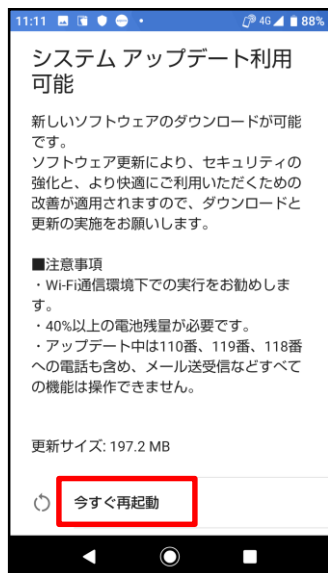 11:11 4G 88%
システム アップデート利用
可能
新しいソフトウェアのダウンロードが可能
です。
ソフトウェア更新により、セキュリティの
強化と、より快適にご利用いただくための
改善が適用されますので、ダウンロードと
更新の実施をお願いします。
■注意事項
・Wi-Fi通信環境下での実行をお勧めしま
す。
・40%以上の電池残量が必要です。
・アップデート中は110番、119番、118番
への電話も含め、メール送受信などすべて
の機能は操作できません。
更新サイズ: 197.2 MB
今すぐ再起動